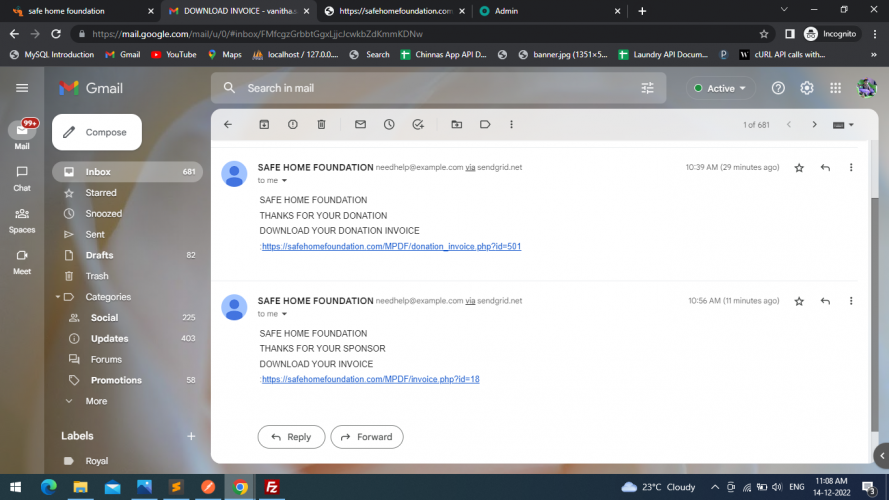 safe home foundation
DOWNLOAD INVOICE - vanitha.s
https://safehomefoundation.com
Admin
https://mail.google.com/mail/u/0/#inbox/FMfcgzGrbbtGgxLjjcJcwkbZdKmmKDNw
Incognito
MySQL Introduction
Gmail
YouTube
Maps
localhost / 127.0.0....
Search
Chinnas App API D...
banner.jpg (1351×5...
Laundry API Docum...
cURL API calls with...
»
Gmail
Search in mail
Active
99+
Mail
Chat
Spaces
Meet
Compose
Inbox 681
Starred
Snoozed
Sent
Drafts 82
Trash
Categories
Social 225
Updates 403
Forums
Promotions 58
More
Labels
Royal
1 of 681
SAFE HOME FOUNDATION needhelp@example.com via sendgrid.net
10:39 AM (29 minutes ago)
to me
SAFE HOME FOUNDATION
THANKS FOR YOUR DONATION
DOWNLOAD YOUR DONATION INVOICE
:https://safehomefoundation.com/MPDF/donation_invoice.php?id=501
SAFE HOME FOUNDATION needhelp@example.com via sendgrid.net
10:56 AM (11 minutes ago)
to me
SAFE HOME FOUNDATION
THANKS FOR YOUR SPONSOR
DOWNLOAD YOUR INVOICE
:https://safehomefoundation.com/MPDF/invoice.php?id=18
Reply
Forward
23°C Cloudy
ENG
11:08 AM
14-12-2022
3